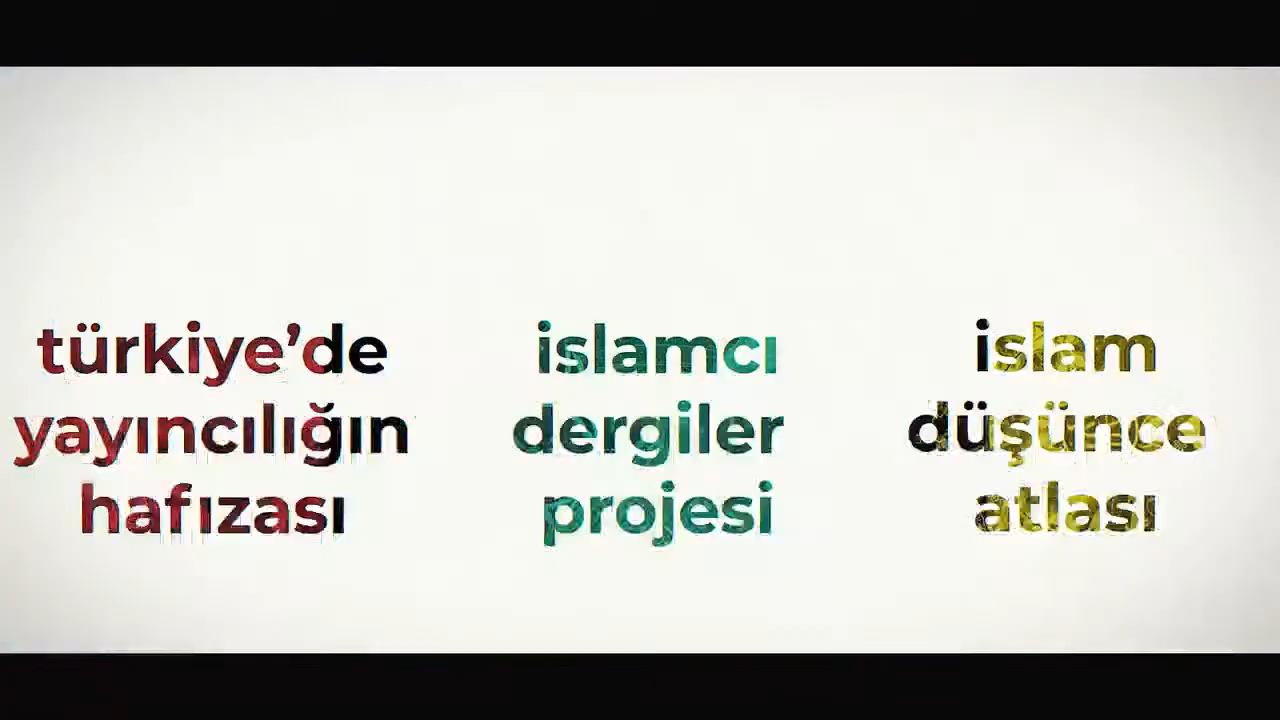 türkiye’de
yayıncılığın
hafızası
islamcı
dergiler
projesi
islam
düşünce
atlası